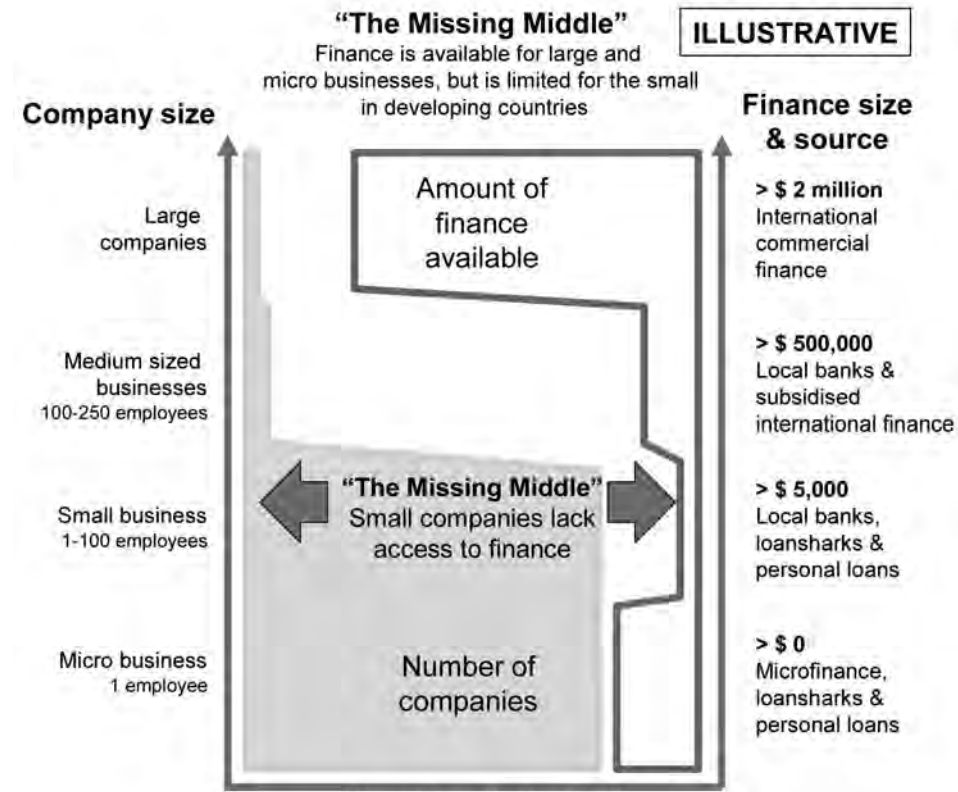 “The Missing Middle”
Finance is available for large and
micro businesses, but is limited for the small
in developing countries
ILLUSTRATIVE
Company size
Finance size
& source
Large
companies
Medium sized
businesses
100-250 employees
Small business
1-100 employees
Micro business
1 employee
Amount of
finance
available
“The Missing Middle”
Small companies lack
access to finance
Number of
companies
> $ 2 million
International
commercial
finance
> $ 500,000
Local banks &
subsidised
international finance
> $ 5,000
Local banks,
loansharks &
personal loans
> $ 0
Microfinance,
loansharks &
personal loans